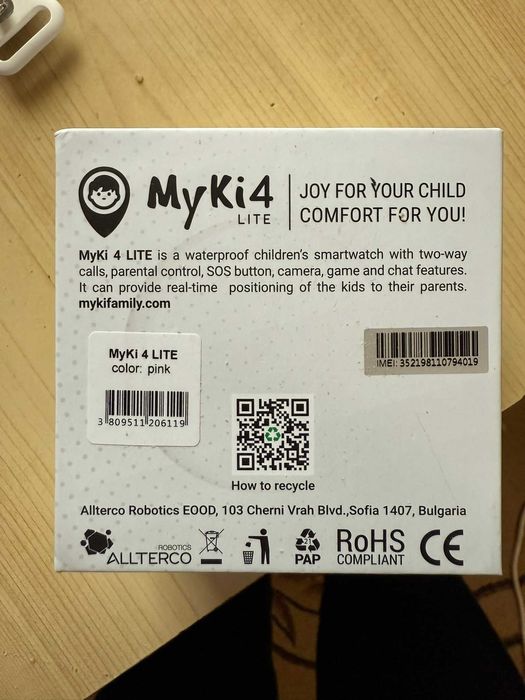 MyKi4
LITE
JOY FOR YOUR CHILD
COMFORT FOR YOU!
MyKi 4 LITE is a waterproof children's smartwatch with two-way
calls, parental control, SOS button, camera, game and chat features.
It can provide real-time positioning of the kids to their parents.
mykifamily.com
MyKi 4 LITE
color: pink
3 809511 206119
IMEI: 352198110794019
How to recycle
Allterco Robotics EOOD, 103 Cherni Vrah Blvd.,Sofia 1407, Bulgaria
ROBOTICS
ALLTERCO
21
PAP
RoHS
COMPLIANT
CE